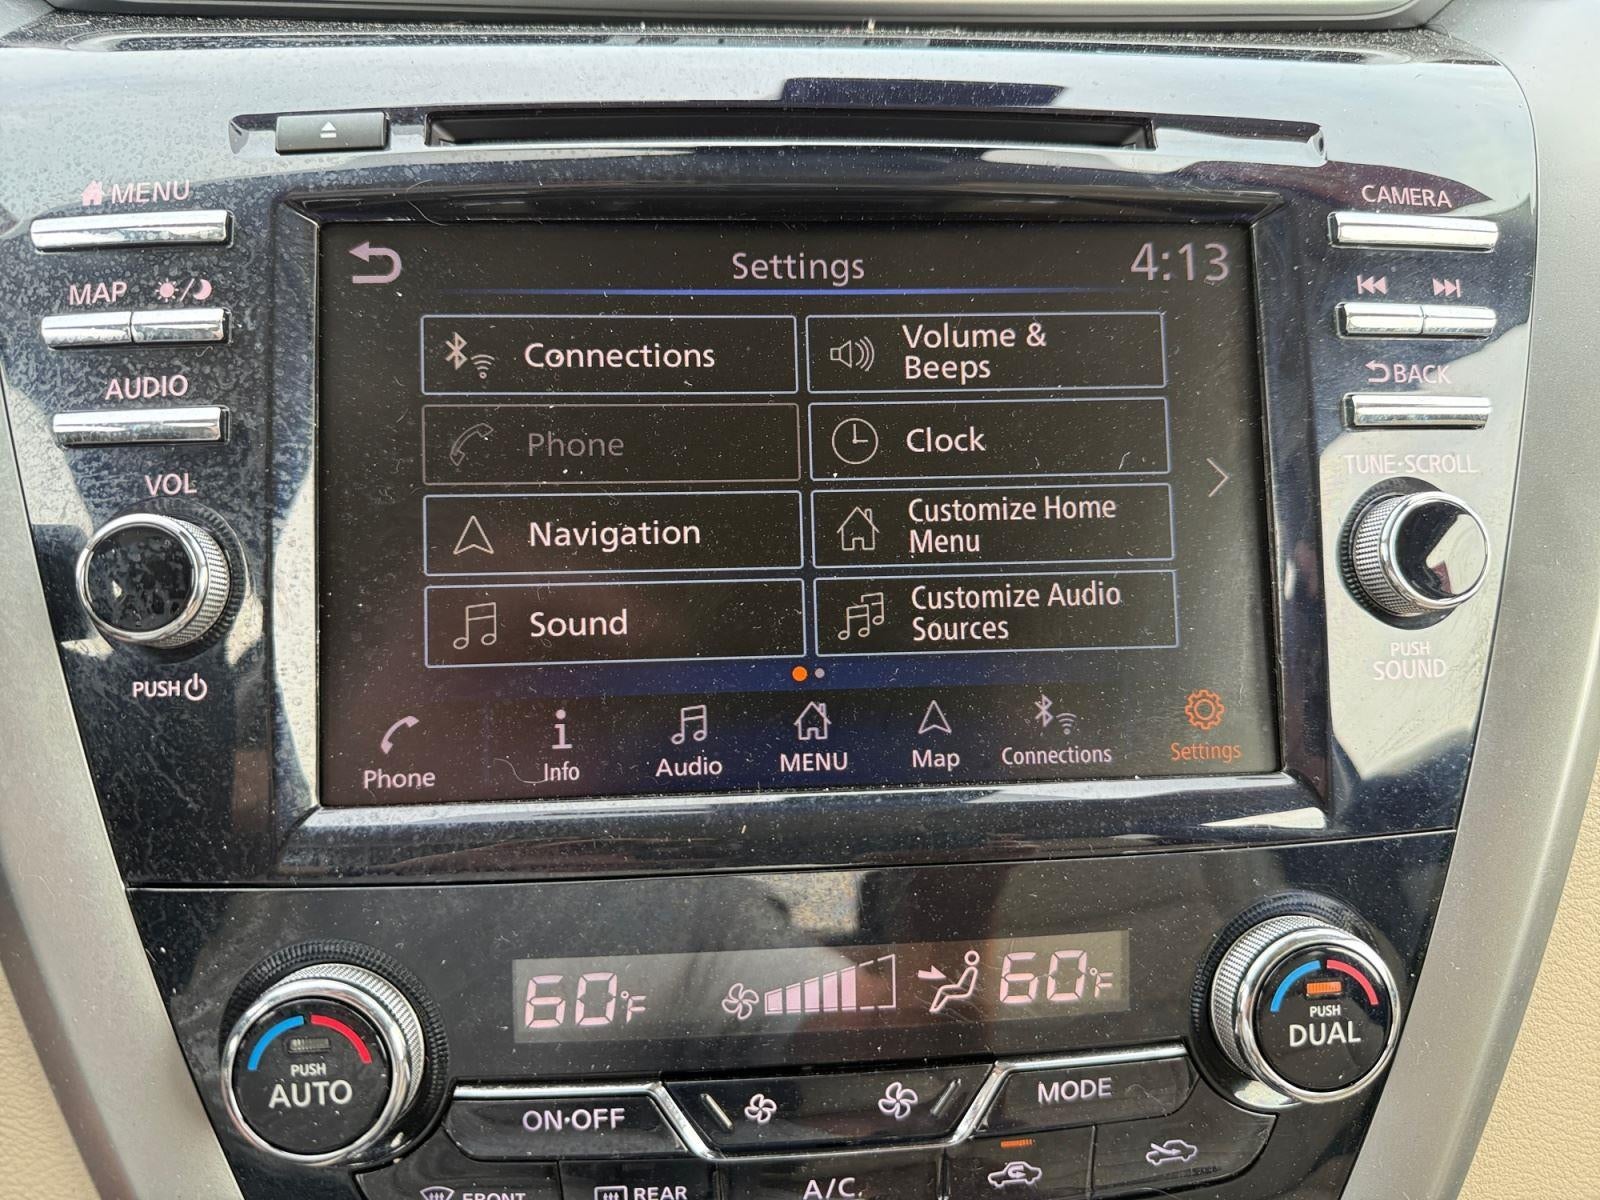 MENU
CAMERA
MAP
AUDIO
BACK
VOL
TUNE·SCROLL
PUSH
PUSH
SOUND
Settings
4:13
Connections
Volume &
Beeps
Phone
Clock
Navigation
Customize Home
Menu
Sound
Customize Audio
Sources
Phone
Info
Audio
MENU
Map
Connections
Settings
60°F
60°F
PUSH
AUTO
PUSH
DUAL
ON·OFF
MODE
FRONT
REAR
A/C